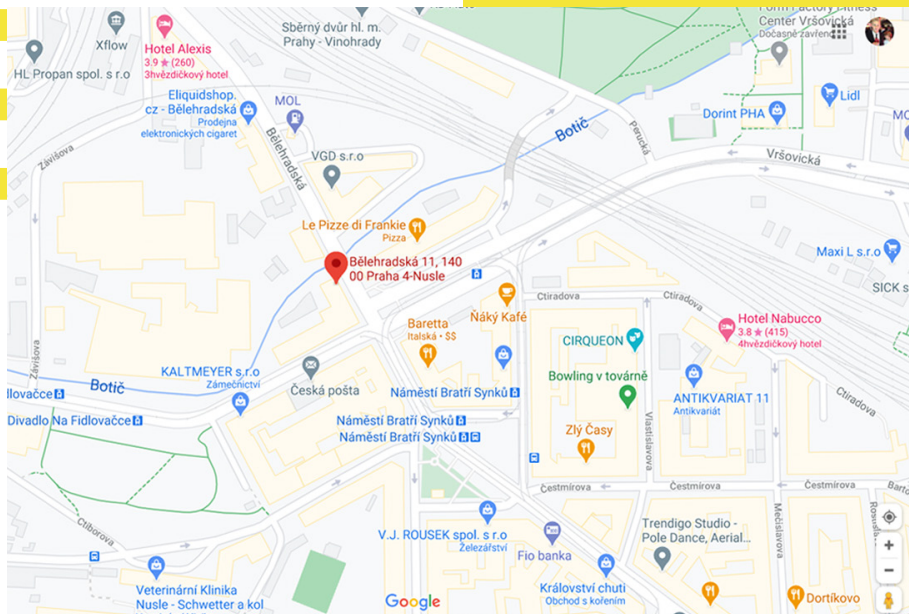 Form Factory Fitness
Center Vršovická
Dočasně zavřeno
Sběrný dvůr hl. m.
Prahy - Vinohrady
Xflow
HL Propan spol. s r.o
Hotel Alexis
3.9 ★ (260)
3hvězdičkový hotel
Eliquidshop.
cz - Bělehradská
Prodejna
elektronických cigaret
MOL
Bělehradská
VGD s.r.o
Závišova
Botič
Perucká
Dorint PHA
Lidl
Vršovická
Le Pizze di Frankie
Pizza
Bělehradská 11, 140
00 Praha 4-Nusle
Maxi L s.r.o
SICK s
Ňáký Kafé
Ctiradova
Ctiradova
Hotel Nabucco
3.8 ★ (415)
4hvězdičkový hotel
Baretta
Italská • $$
CIRQUEON
Bowling v továrně
KALTMEYER s.r.o
Zámečnictví
Česká pošta
Závišova
Botič
dlovačce
Divadlo Na Fidlovačce
Náměstí Bratří Synků
Náměstí Bratří Synků
Náměstí Bratří Synků
ANTIKVARIAT 11
Antikvariát
Ctiradova
Vlastislavova
Zlý Časy
Čestmírova
Čestmírova
Čestmírova
Barto
Ctiborova
V.J. ROUSEK spol. s r.o
Železářství
Fio banka
Trendigo Studio -
Pole Dance, Aerial...
Mečislavova
Království chutí
Obchod s kořením
Dortíkovo
Veterinární Klinika
Nusle - Schwetter a kol
Google